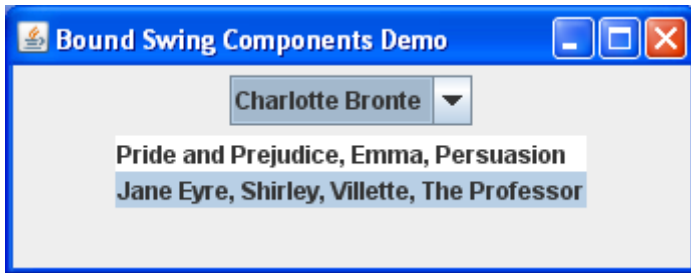 Bound Swing Components Demo
Charlotte Bronte
Pride and Prejudice, Emma, Persuasion
Jane Eyre, Shirley, Villette, The Professor